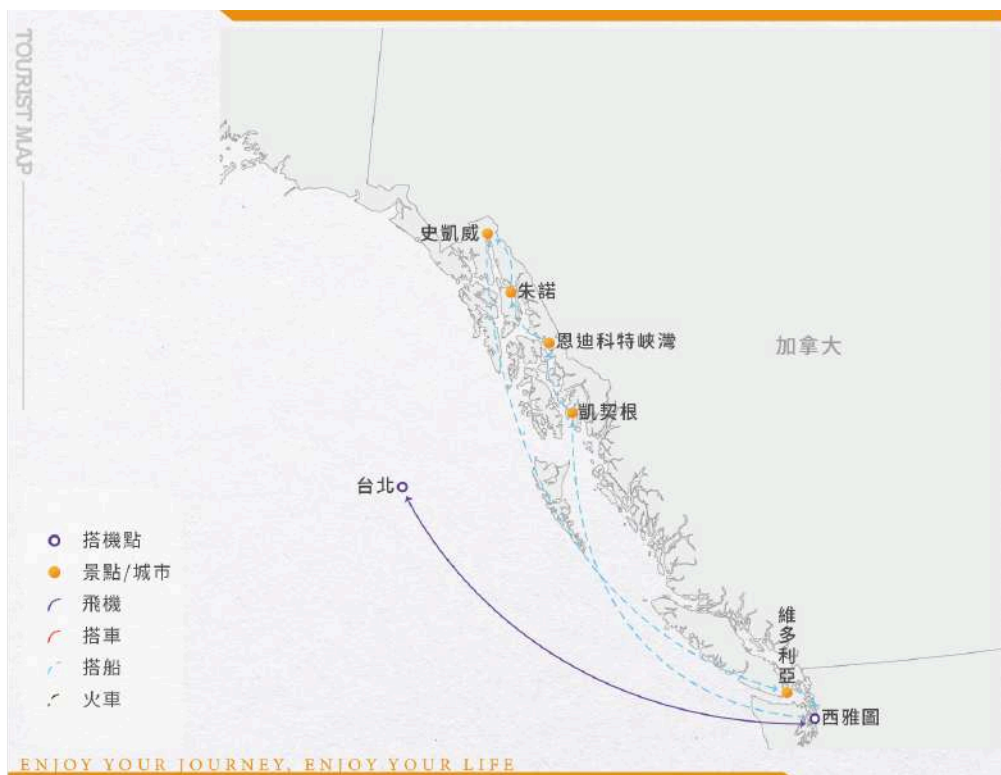 TOURIST MAP
史凱威
朱諾
恩迪科特峽灣
加拿大
凱契根
台北
搭機點
景點/城市
飛機
搭車
搭船
火車
維多利亞
西雅圖
ENJOY YOUR JOURNEY, ENJOY YOUR LIFE